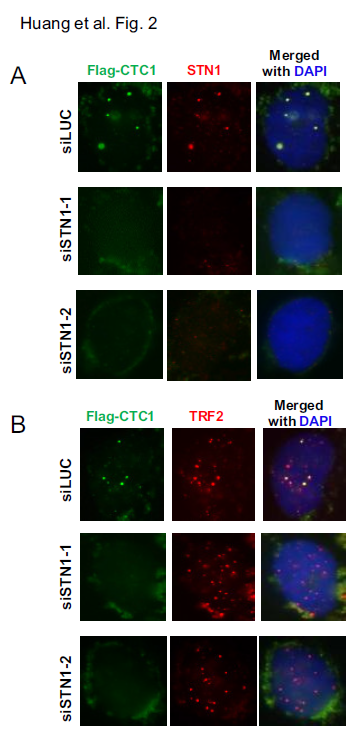 Huang et al. Fig. 2
A
Flag-CTC1 STN1 Merged with DAPI
siLUC
siSTN1-1
siSTN1-2
B
Flag-CTC1 TRF2 Merged with DAPI
siLUC
siSTN1-1
siSTN1-2